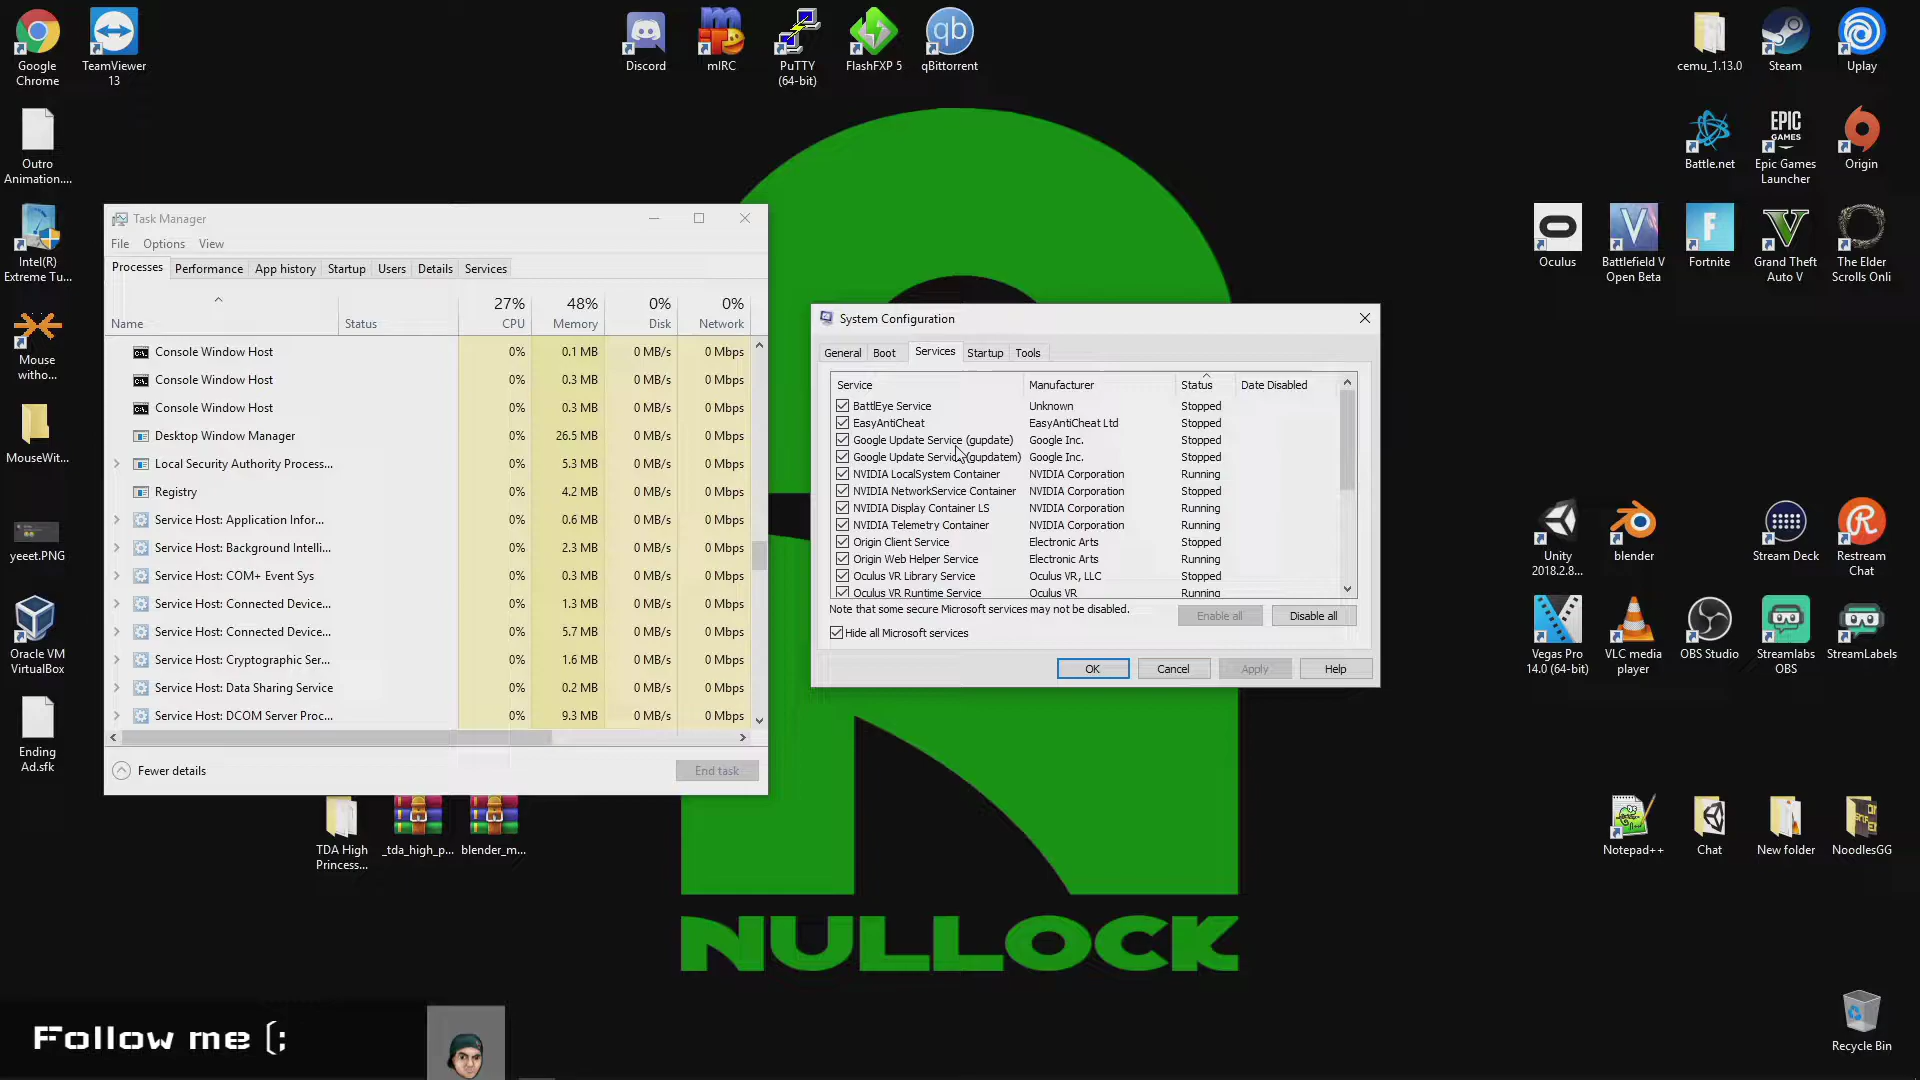 Google
Chrome
TeamViewer
13
Discord
mIRC
PuTTY
(64-bit)
FlashFXP 5
qBittorrent
cemu_1.13.0
Steam
Uplay
Outro
Animation....
Battle.net
Epic Games
Launcher
Origin
Intel(R)
Extreme Tu...
Oculus
Battlefield V
Open Beta
Fortnite
Grand Theft
Auto V
The Elder
Scrolls Onli
Mouse
witho...
MouseWit...
yeeet.PNG
Oracle VM
VirtualBox
Ending
Ad.sfk
Task Manager
File Options View
Processes Performance App history Startup Users Details Services
27% 48% 0% 0%
Name Status CPU Memory Disk Network
Console Window Host 0% 0.1 MB 0 MB/s 0 Mbps
Console Window Host 0% 0.3 MB 0 MB/s 0 Mbps
Console Window Host 0% 0.3 MB 0 MB/s 0 Mbps
Desktop Window Manager 0% 26.5 MB 0 MB/s 0 Mbps
Local Security Authority Process... 0% 5.3 MB 0 MB/s 0 Mbps
Registry 0% 4.2 MB 0 MB/s 0 Mbps
Service Host: Application Infor... 0% 0.6 MB 0 MB/s 0 Mbps
Service Host: Background Intelli... 0% 2.3 MB 0 MB/s 0 Mbps
Service Host: COM+ Event Sys 0% 0.3 MB 0 MB/s 0 Mbps
Service Host: Connected Device... 0% 1.3 MB 0 MB/s 0 Mbps
Service Host: Connected Device... 0% 5.7 MB 0 MB/s 0 Mbps
Service Host: Cryptographic Ser... 0% 1.6 MB 0 MB/s 0 Mbps
Service Host: Data Sharing Service 0% 0.2 MB 0 MB/s 0 Mbps
Service Host: DCOM Server Proc... 0% 9.3 MB 0 MB/s 0 Mbps
Fewer details End task
System Configuration
General Boot Services Startup Tools
Service Manufacturer Status Date Disabled
BattlEye Service Unknown Stopped
EasyAntiCheat EasyAntiCheat Ltd Stopped
Google Update Service (gupdate) Google Inc. Stopped
Google Update Service (gupdatem) Google Inc. Stopped
NVIDIA LocalSystem Container NVIDIA Corporation Running
NVIDIA NetworkService Container NVIDIA Corporation Stopped
NVIDIA Display Container LS NVIDIA Corporation Running
NVIDIA Telemetry Container NVIDIA Corporation Running
Origin Client Service Electronic Arts Stopped
Origin Web Helper Service Electronic Arts Running
Oculus VR Library Service Oculus VR, LLC Stopped
Oculus VR Runtime Service Oculus VR Running
Note that some secure Microsoft services may not be disabled.
Enable all Disable all
Hide all Microsoft services
OK Cancel Apply Help
Unity
2018.2.8...
blender
Stream Deck
Restream
Chat
Vegas Pro
14.0 (64-bit)
VLC media
player
OBS Studio
Streamlabs
OBS
StreamLabels
TDA High
Princess...
_tda_high_p...
blender_m...
Notepad++
Chat
New folder
NoodlesGG
NULLOCK
Follow me (;
Recycle Bin